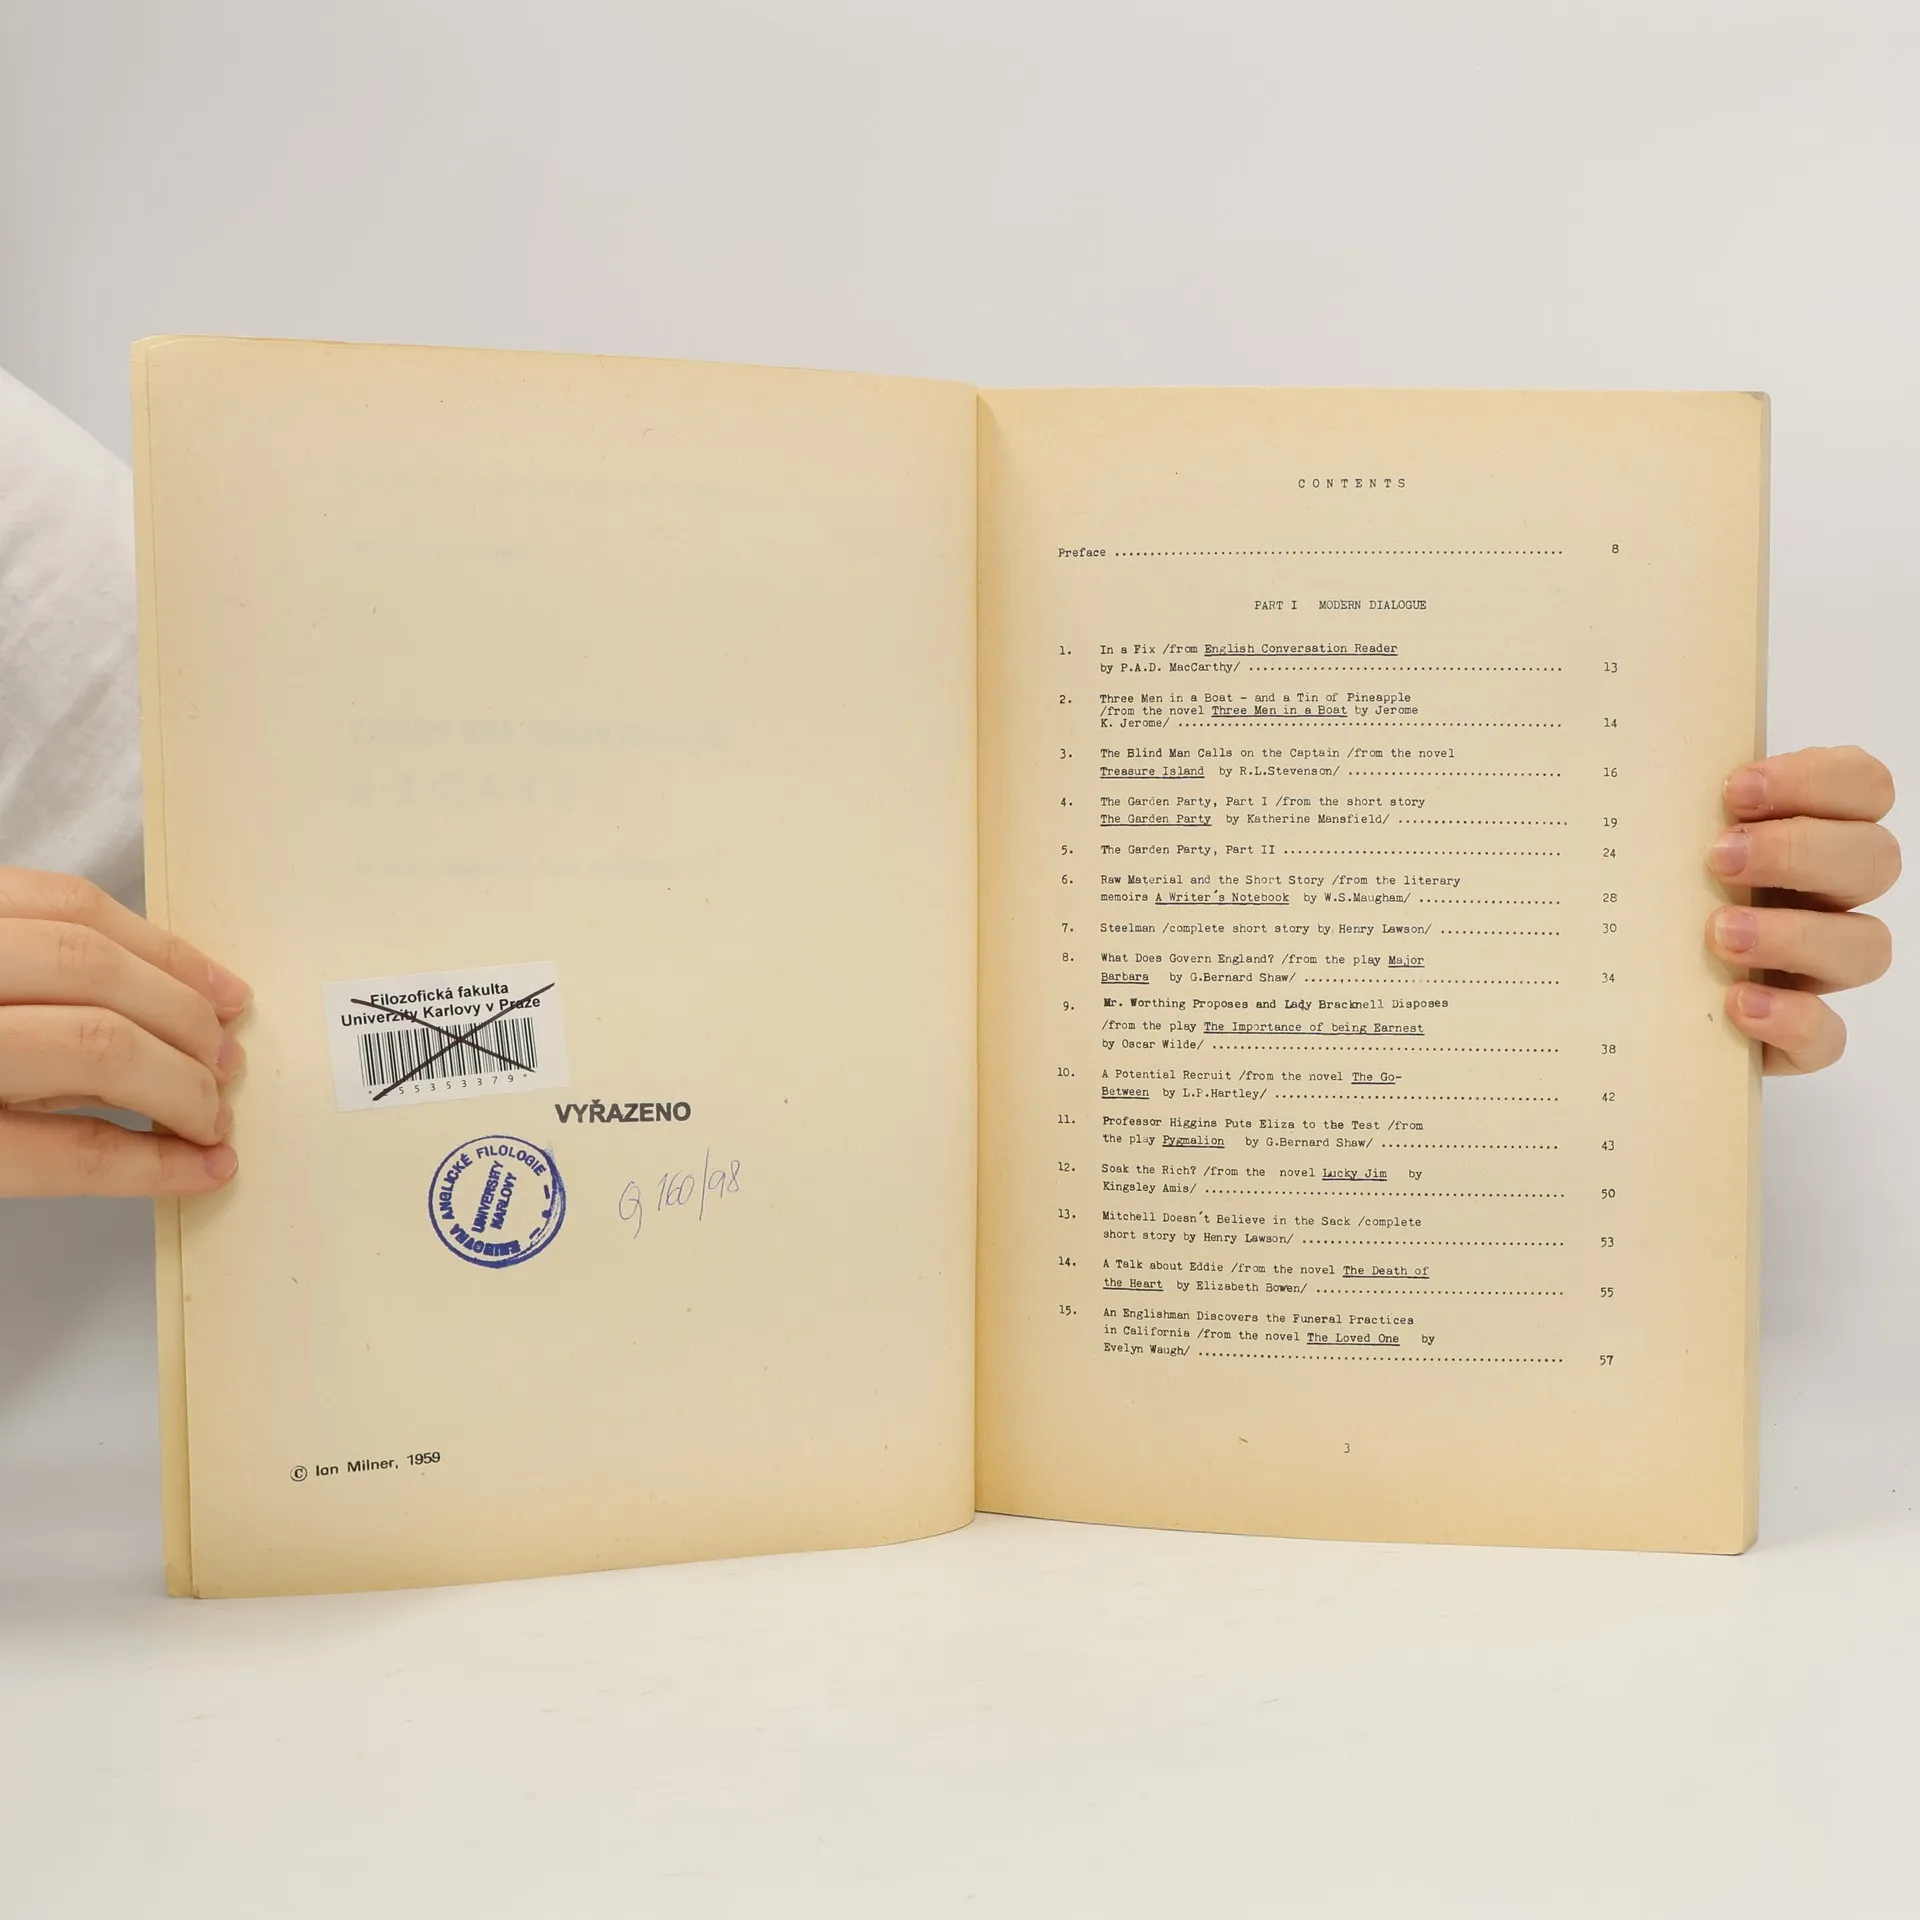 Filozofická fakulta
Univerzity Karlovy v Praze
VYŘAZENO
KNIHOVNA ANGLICKÉ FILOLOGIE
UNIVERSITY
KARLOVY
Q 160/98
© Ian Milner, 1959
CONTENTS
Preface ................................................................ 8
PART I MODERN DIALOGUE
1. In a Fix /from English Conversation Reader
by P.A.D. MacCarthy/ ............................................. 13
2. Three Men in a Boat - and a Tin of Pineapple
/from the novel Three Men in a Boat by Jerome
K. Jerome/ ....................................................... 14
3. The Blind Man Calls on the Captain /from the novel
Treasure Island by R.L.Stevenson/ ............................... 16
4. The Garden Party, Part I /from the short story
The Garden Party by Katherine Mansfield/ ........................ 19
5. The Garden Party, Part II ........................................ 24
6. Raw Material and the Short Story /from the literary
memoirs A Writer´s Notebook by W.S.Maugham/ .................... 28
7. Steelman /complete short story by Henry Lawson/ ................. 30
8. What Does Govern England? /from the play Major
Barbara by G.Bernard Shaw/ ..................................... 34
9. Mr. Worthing Proposes and Lady Bracknell Disposes
/from the play The Importance of being Earnest
by Oscar Wilde/ .................................................. 38
10. A Potential Recruit /from the novel The Go-
Between by L.P.Hartley/ ......................................... 42
11. Professor Higgins Puts Eliza to the Test /from
the play Pygmalion by G.Bernard Shaw/ .......................... 43
12. Soak the Rich? /from the novel Lucky Jim by
Kingsley Amis/ ................................................... 50
13. Mitchell Doesn´t Believe in the Sack /complete
short story by Henry Lawson/ ..................................... 53
14. A Talk about Eddie /from the novel The Death of
the Heart by Elizabeth Bowen/ ................................... 55
15. An Englishman Discovers the Funeral Practices
in California /from the novel The Loved One by
Evelyn Waugh/ .................................................... 57
3